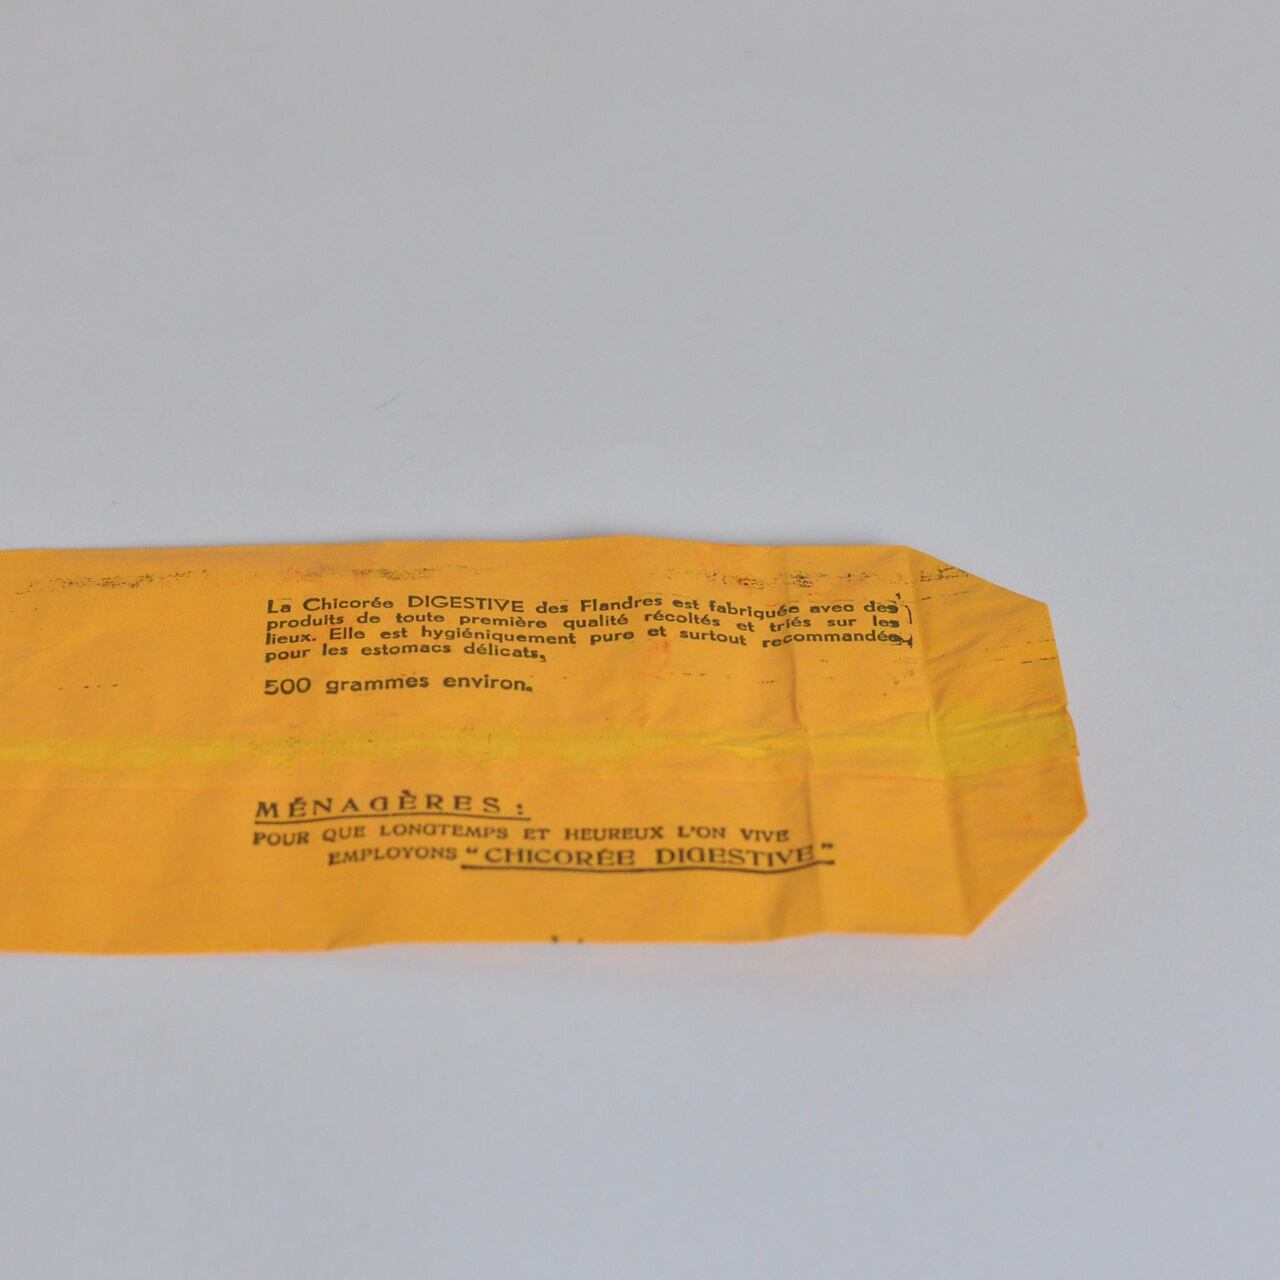 La Chicorée DIGESTIVE des Flandres est fabriquée avec des
produits de toute première qualité récoltés et triés sur les
lieux. Elle est hygiéniquement pure et surtout recommandée
pour les estomacs délicats.
500 grammes environ.
MÉNAGÈRES :
POUR QUE LONGTEMPS ET HEUREUX L'ON VIVE
EMPLOYONS “ CHICORÉE DIGESTIVE ”